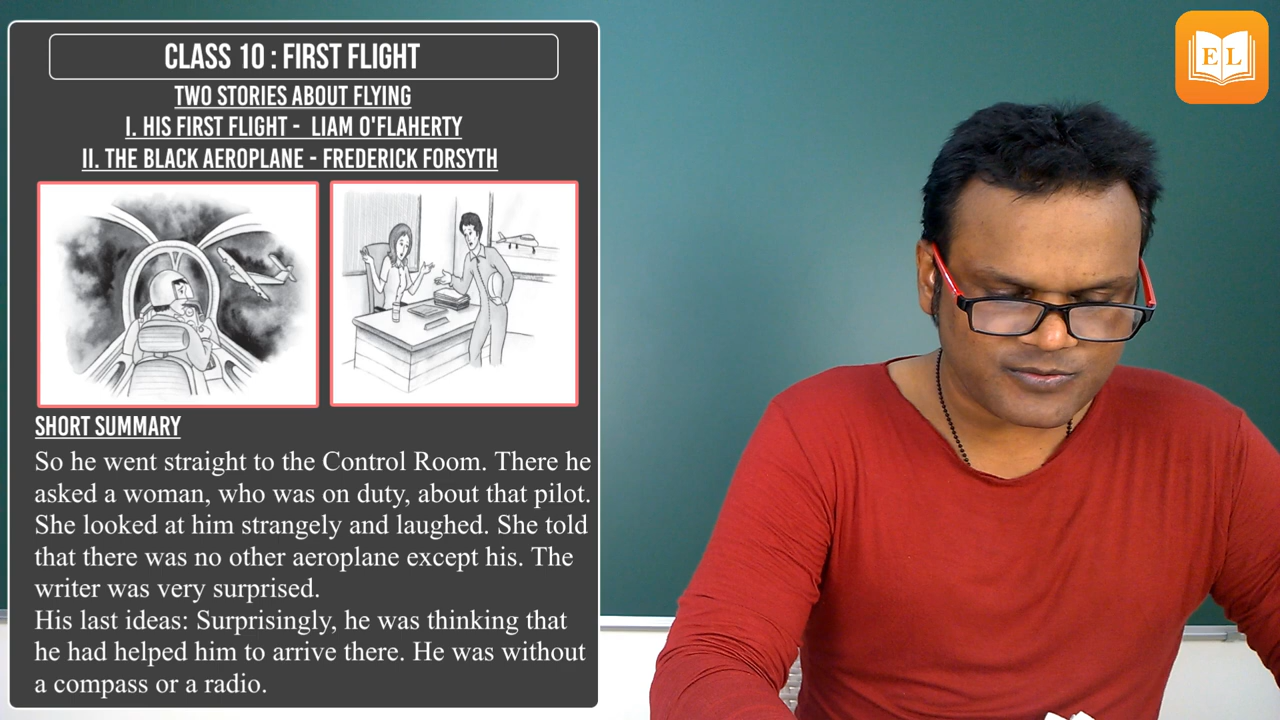 CLASS 10 : FIRST FLIGHT
TWO STORIES ABOUT FLYING
I. HIS FIRST FLIGHT - LIAM O'FLAHERTY
II. THE BLACK AEROPLANE - FREDERICK FORSYTH
SHORT SUMMARY
So he went straight to the Control Room. There he
asked a woman, who was on duty, about that pilot.
She looked at him strangely and laughed. She told
that there was no other aeroplane except his. The
writer was very surprised.
His last ideas: Surprisingly, he was thinking that
he had helped him to arrive there. He was without
a compass or a radio.
E L